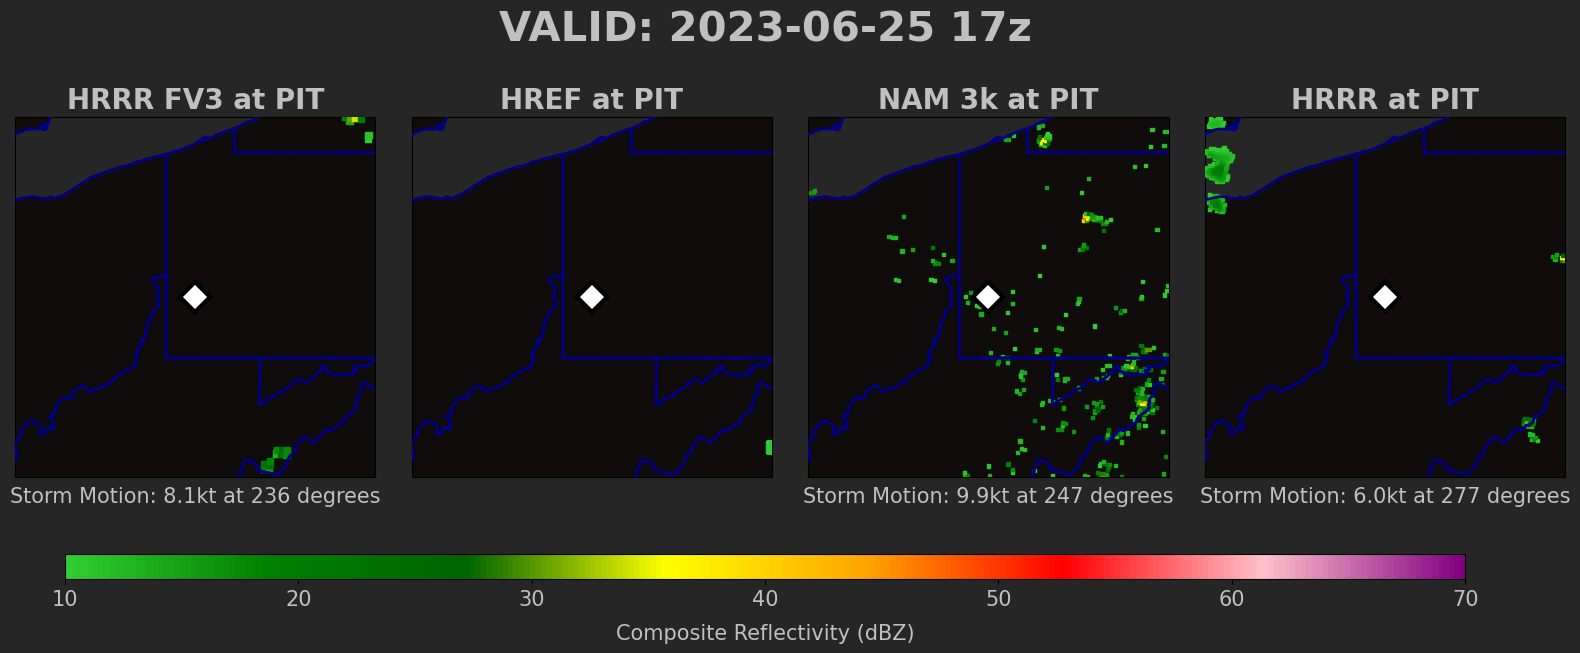 VALID: 2023-06-25 17z
HRRR FV3 at PIT
HREF at PIT
NAM 3k at PIT
HRRR at PIT
Storm Motion: 8.1kt at 236 degrees
Storm Motion: 9.9kt at 247 degrees
Storm Motion: 6.0kt at 277 degrees
10 20 30 40 50 60 70
Composite Reflectivity (dBZ)